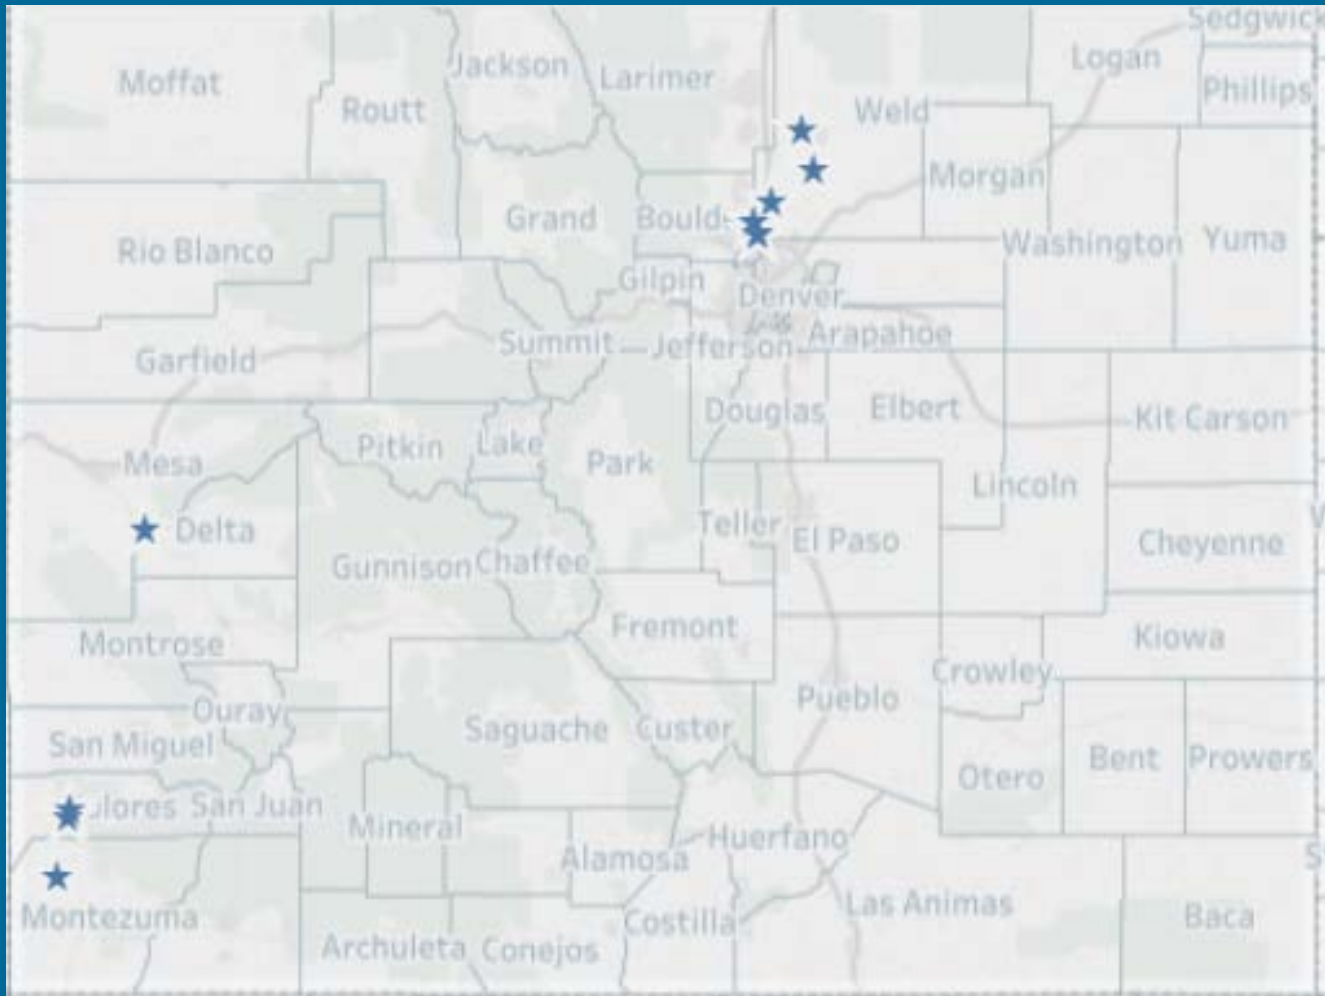 Sedgwick
Logan
Jackson
Larimer
Moffat
Phillips
Routt
Weld
Morgan
Grand
Bould
Washington
Yuma
Rio Blanco
Gilpin
Denver
Summit
Jefferson
Arapahoe
Garfield
Douglas
Elbert
Kit Carson
Pitkin
Lake
Mesa
Park
Lincoln
Teller
Delta
El Paso
Cheyenne
Gunnison
Chaffee
Fremont
Kiowa
Montrose
Crowley
Pueblo
Ouray
Saguache
Custer
San Miguel
Bent
Prowers
Otero
lores
San Juan
Mineral
Huerfano
Alamosa
Las Animas
Montezuma
Baca
Costilla
Archuleta
Conejos